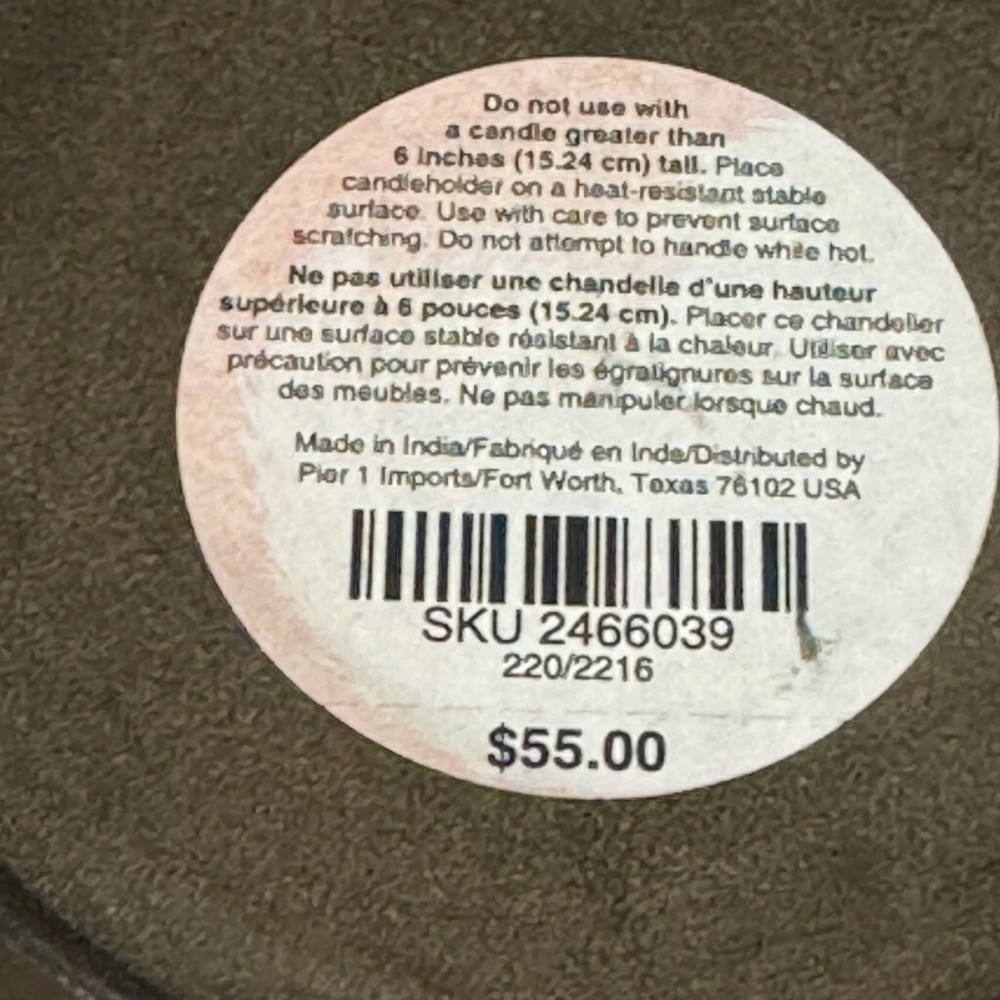 Do not use with
a candle greater than
6 inches (15.24 cm) tall. Place
candleholder on a heat-resistant stable
surface. Use with care to prevent surface
scratching. Do not attempt to handle while hot.
Ne pas utiliser une chandelle d'une hauteur
supérieure à 6 pouces (15.24 cm). Placer ce chandelier
sur une surface stable résistant à la chaleur. Utiliser avec
précaution pour prévenir les égratignures sur la surface
des meubles. Ne pas manipuler lorsque chaud.
Made in India/Fabriqué en Inde/Distributed by
Pier 1 Imports/Fort Worth, Texas 76102 USA
SKU 2466039
220/2216
$55.00